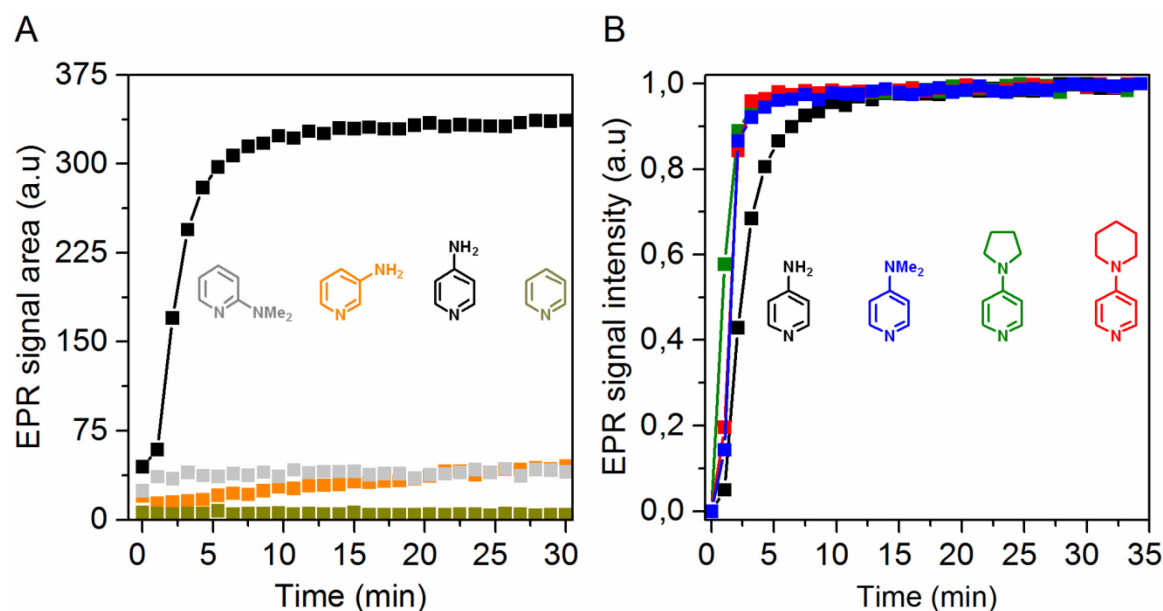 A
EPR signal area (a.u)
375
300
225
150
75
0
0 5 10 15 20 25 30
Time (min)
N
NMe2
NH2
N
NH2
N
N
B
EPR signal intensity (a.u)
1,0
0,8
0,6
0,4
0,2
0,0
0 5 10 15 20 25 30 35
Time (min)
NH2
N
NMe2
N
N
N
N
N